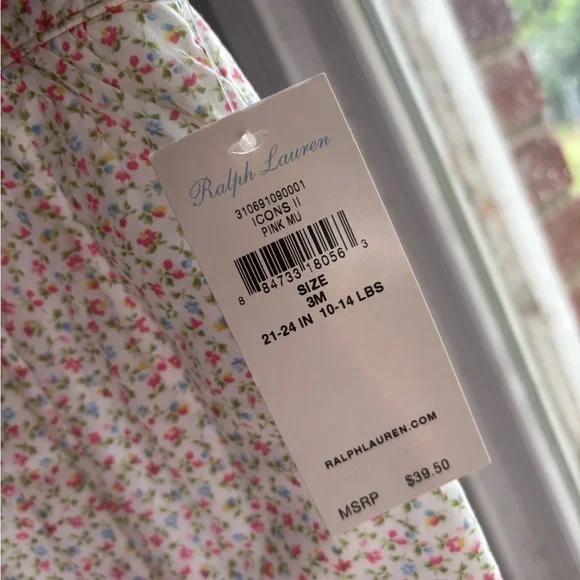 Ralph Lauren
310691090001
ICONS II
PINK MU
8 84733 18056 3
SIZE
3M
21-24 IN 10-14 LBS
RALPHLAUREN.COM
MSRP $39.50